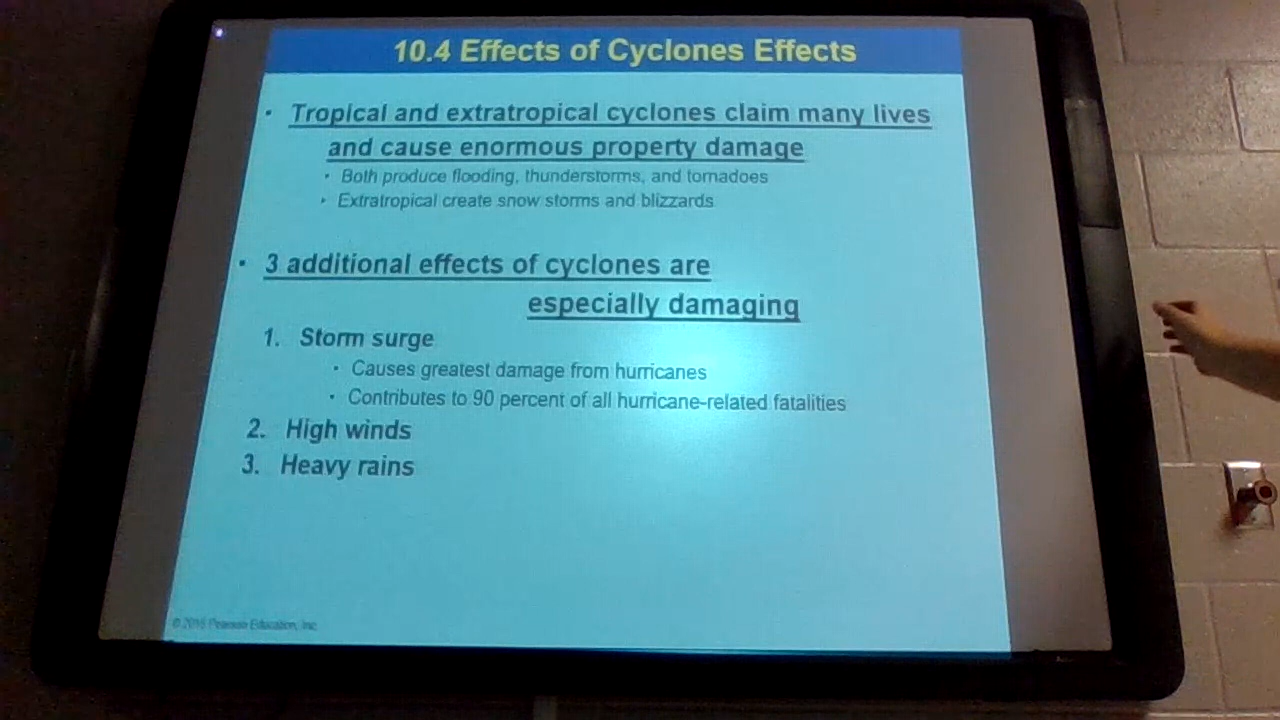 10.4 Effects of Cyclones Effects
• Tropical and extratropical cyclones claim many lives
and cause enormous property damage
• Both produce flooding, thunderstorms, and tornadoes
• Extratropical create snow storms and blizzards
• 3 additional effects of cyclones are
especially damaging
1. Storm surge
• Causes greatest damage from hurricanes
• Contributes to 90 percent of all hurricane-related fatalities
2. High winds
3. Heavy rains
Pearson Education, Inc.